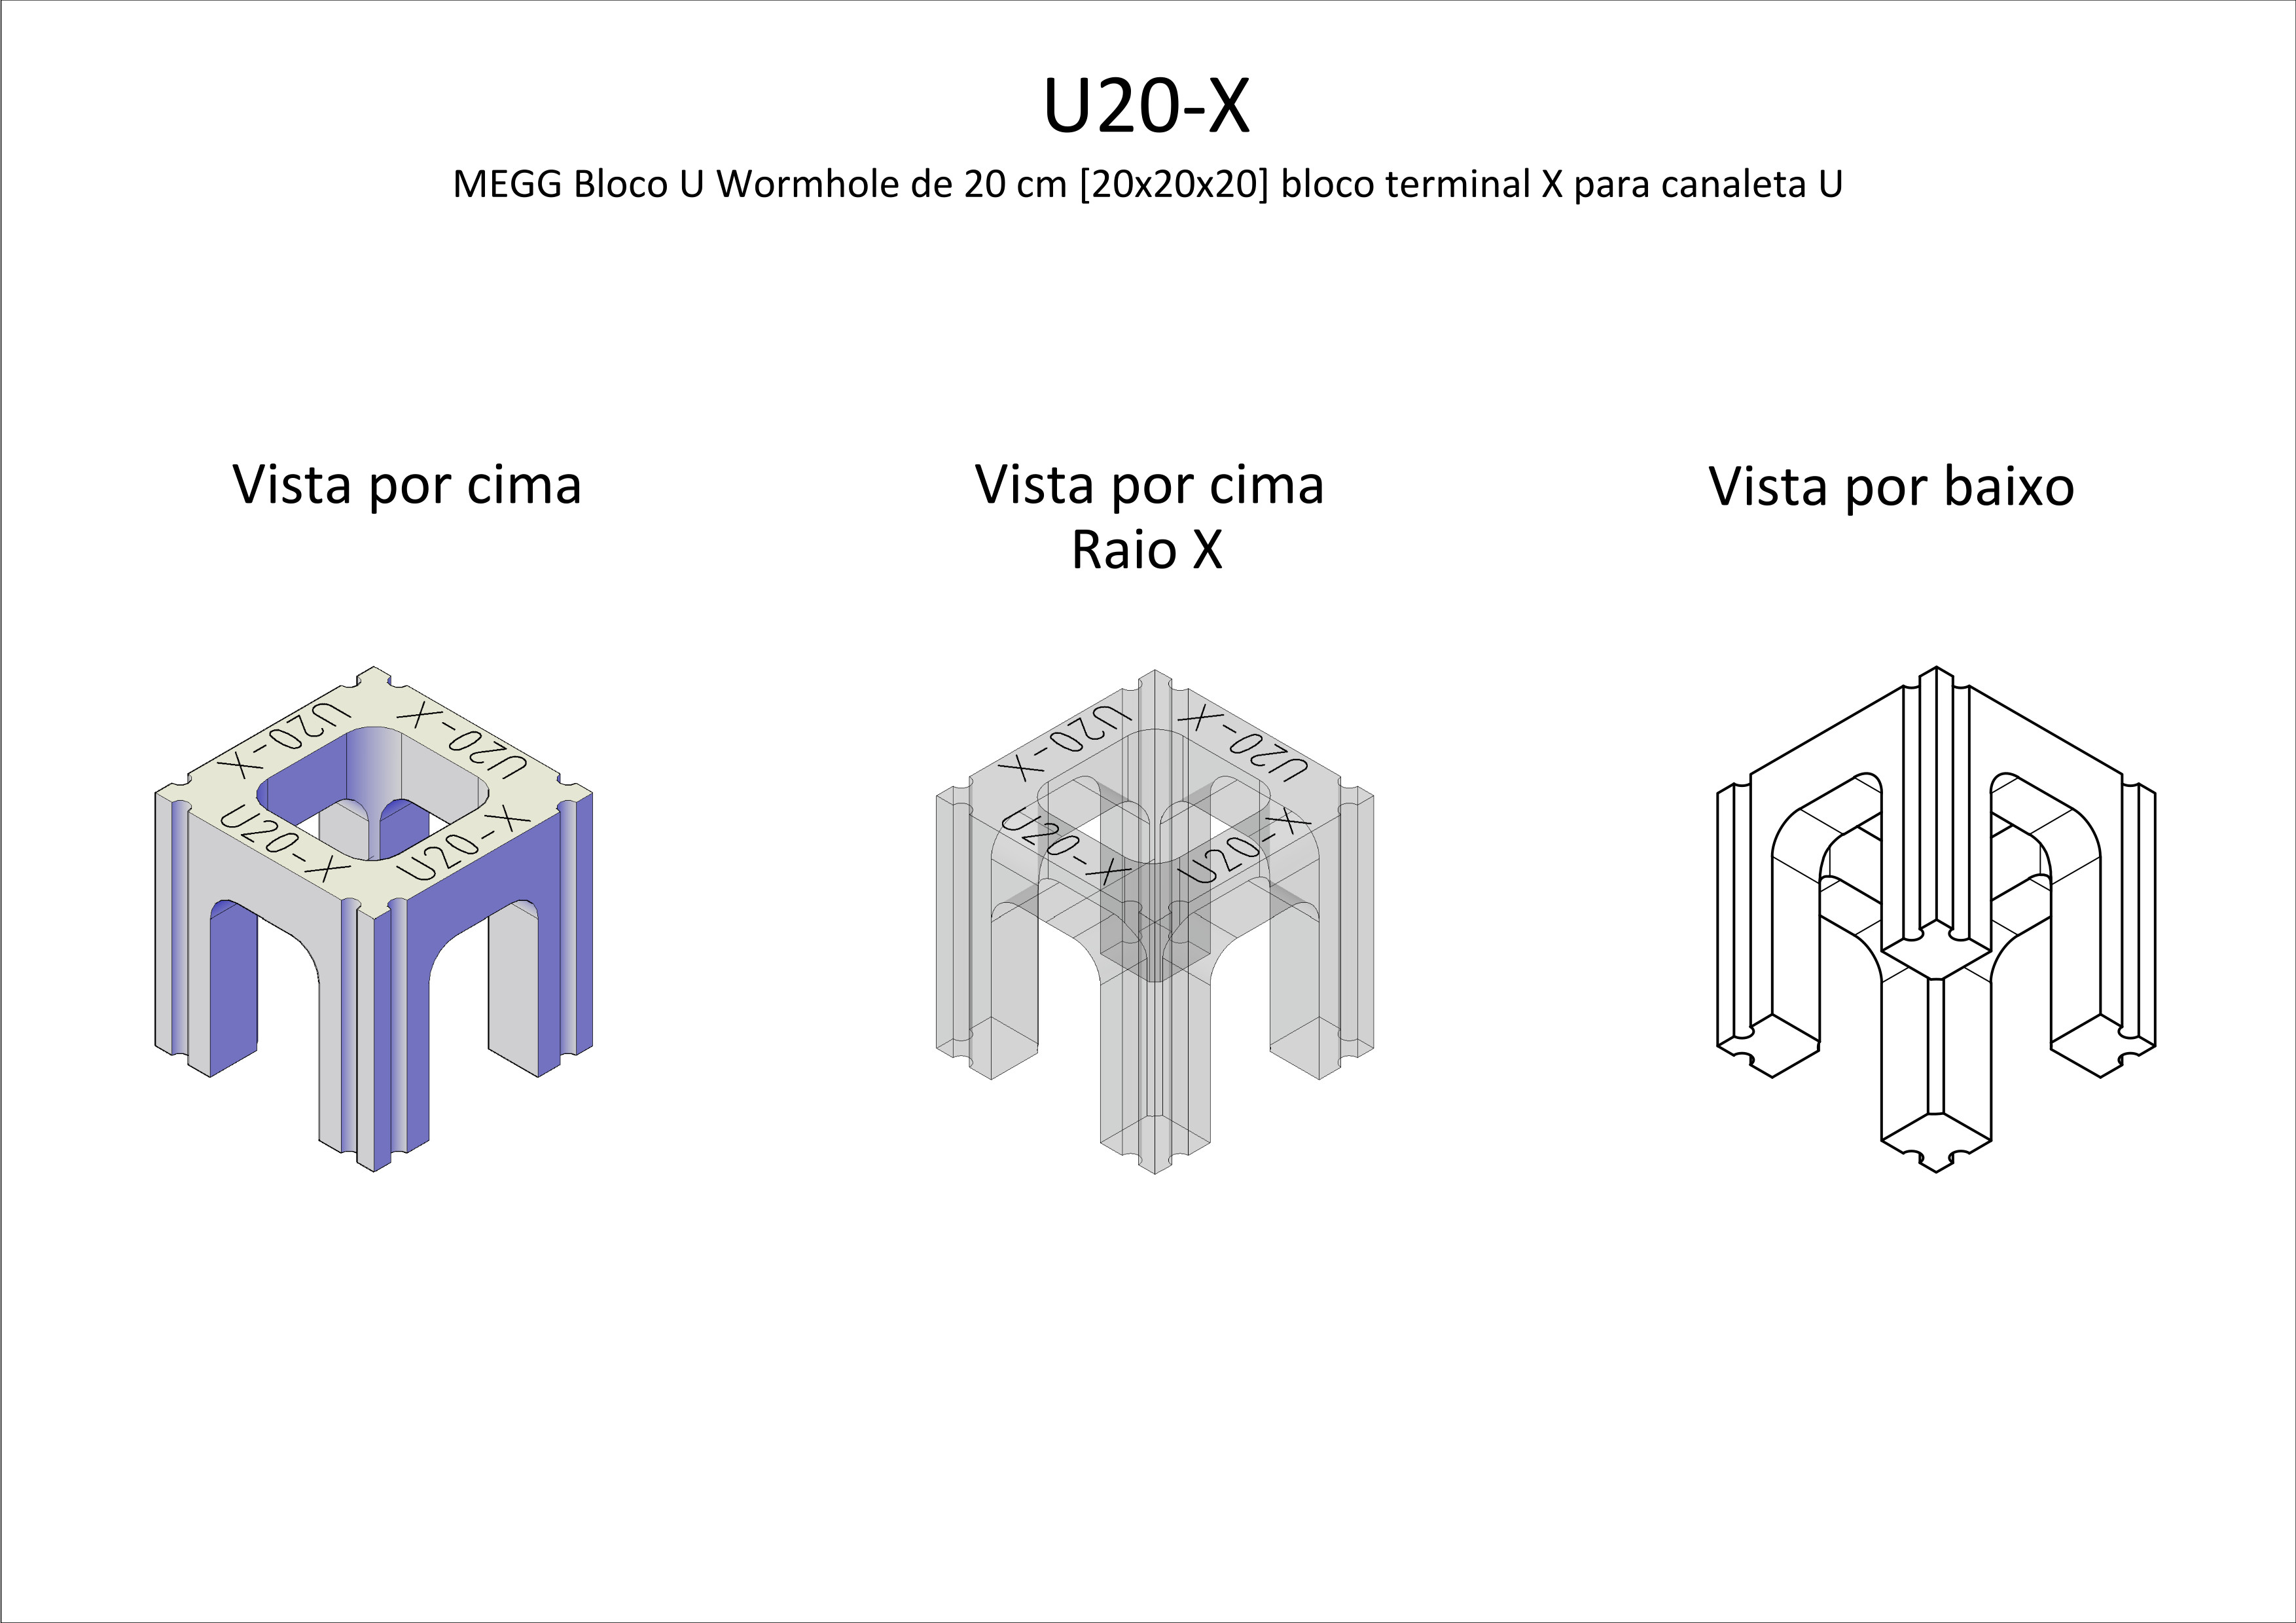 U20-X
MEGG Bloco U Wormhole de 20 cm [20x20x20] bloco terminal X para canaleta U
Vista por cima
Vista por cima
Raio X
Vista por baixo
U20-X
U20-X
U20-X
U20-X
U20-X
U20-X
U20-X
U20-X